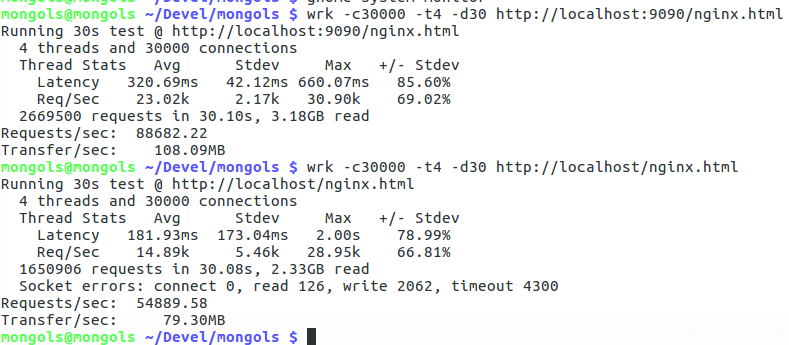 mongols@mongols ~/Devel/mongols $ wrk -c30000 -t4 -d30 http://localhost:9090/nginx.html
Running 30s test @ http://localhost:9090/nginx.html
  4 threads and 30000 connections
  Thread Stats   Avg      Stdev     Max   +/- Stdev
    Latency   320.69ms   42.12ms 660.07ms   85.60%
    Req/Sec    23.02k     2.17k   30.90k    69.02%
  2669500 requests in 30.10s, 3.18GB read
Requests/sec:  88682.22
Transfer/sec:    108.09MB
mongols@mongols ~/Devel/mongols $ wrk -c30000 -t4 -d30 http://localhost/nginx.html
Running 30s test @ http://localhost/nginx.html
  4 threads and 30000 connections
  Thread Stats   Avg      Stdev     Max   +/- Stdev
    Latency   181.93ms  173.04ms   2.00s    78.99%
    Req/Sec    14.89k     5.46k   28.95k    66.81%
  1650906 requests in 30.08s, 2.33GB read
  Socket errors: connect 0, read 126, write 2062, timeout 4300
Requests/sec:  54889.58
Transfer/sec:     79.30MB
mongols@mongols ~/Devel/mongols $